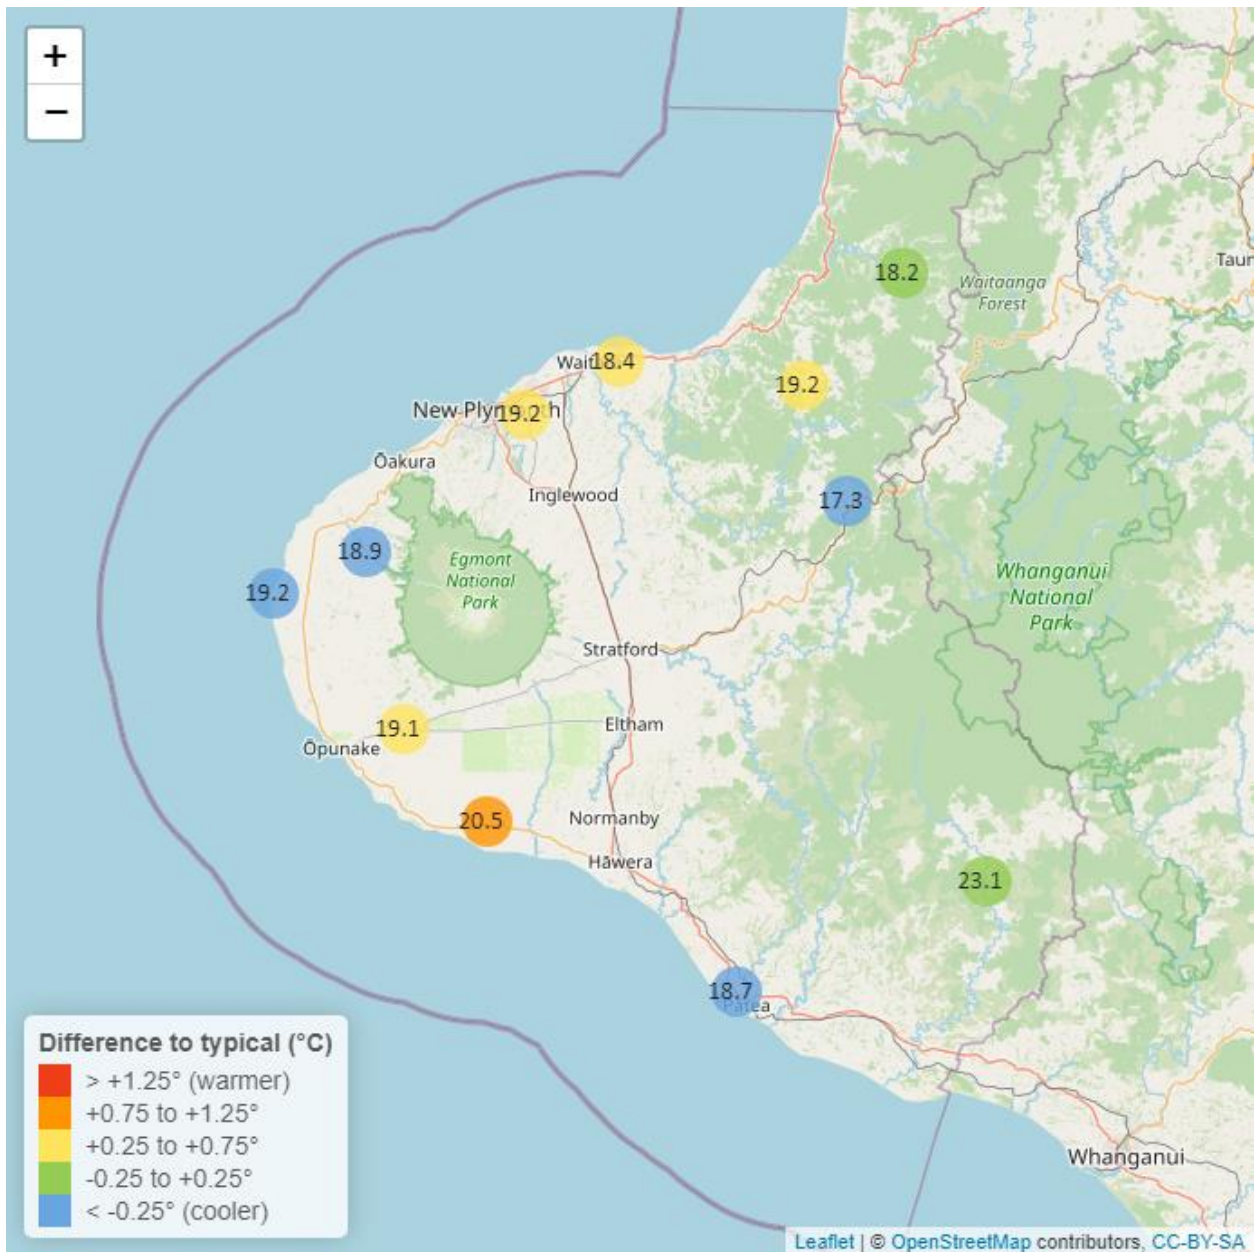 +
−
18.2
Waitaanga
Forest
Taun
Wait
18.4
19.2
New Plymouth
19.2
Ōakura
Inglewood
17.3
18.9
Egmont
National
Park
19.2
Whanganui
National
Park
Stratford
19.1
Ōpunake
Eltham
20.5
Normanby
Hāwera
23.1
18.7
Patea
Difference to typical (°C)
> +1.25° (warmer)
+0.75 to +1.25°
+0.25 to +0.75°
-0.25 to +0.25°
< -0.25° (cooler)
Whanganui
Leaflet | © OpenStreetMap contributors, CC-BY-SA